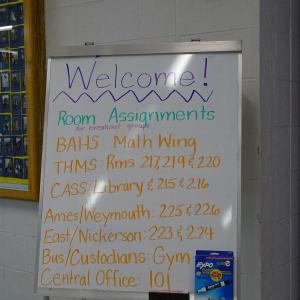 Welcome!
Room Assignments
for breakout groups
BAHS Math Wing
THMS: Rms 217, 219 & 220
CASS: Library & 215 & 216
Ames/Weymouth: 225 & 226
East/Nickerson: 223 & 224
Bus/Custodians: Gym
Central Office: 101
EXPO